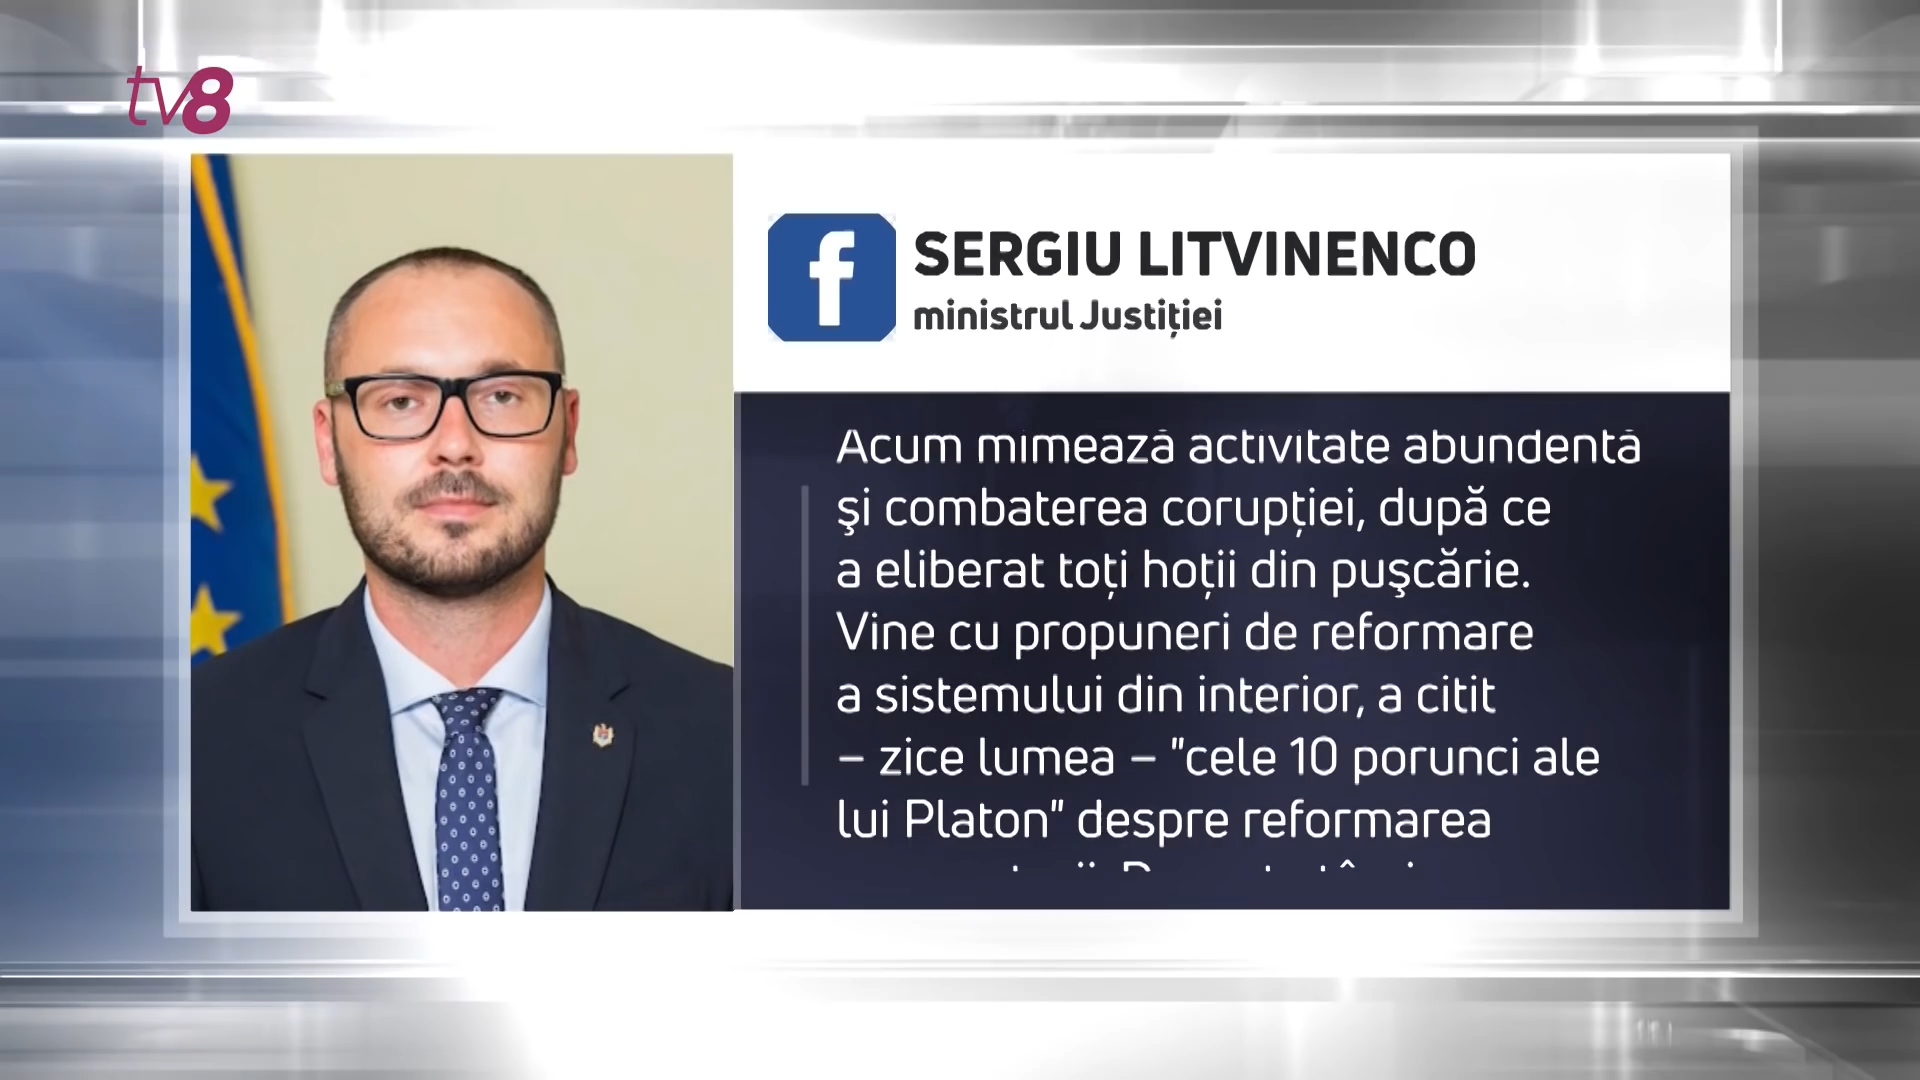 tv8
f
SERGIU LITVINENCO
ministrul Justiției
Acum mimează activitate abundentă
şi combaterea corupției, după ce
a eliberat toți hoții din puşcărie.
Vine cu propuneri de reformare
a sistemului din interior, a citit
– zice lumea – "cele 10 porunci ale
lui Platon" despre reformarea